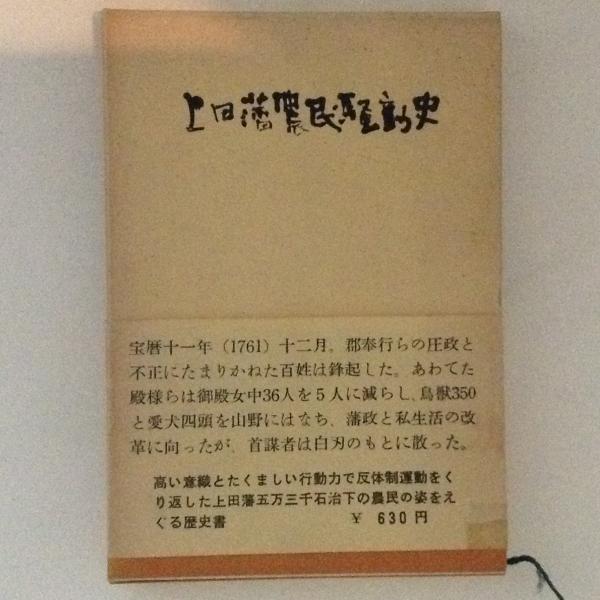 上田藩農民騒動史
宝暦十一年（1761）十二月。郡奉行らの圧政と
不正にたまりかねた百姓は鋒起した。あわてた
殿様らは御殿女中36人を５人に減らし、鳥獣350
と愛犬四頭を山野にはなち、藩政と私生活の改
革に向ったが、首謀者は白刃のもとに散った。
高い意識とたくましい行動力で反体制運動をく
り返した上田藩五万三千石治下の農民の姿をえ
ぐる歴史書　￥ 630円